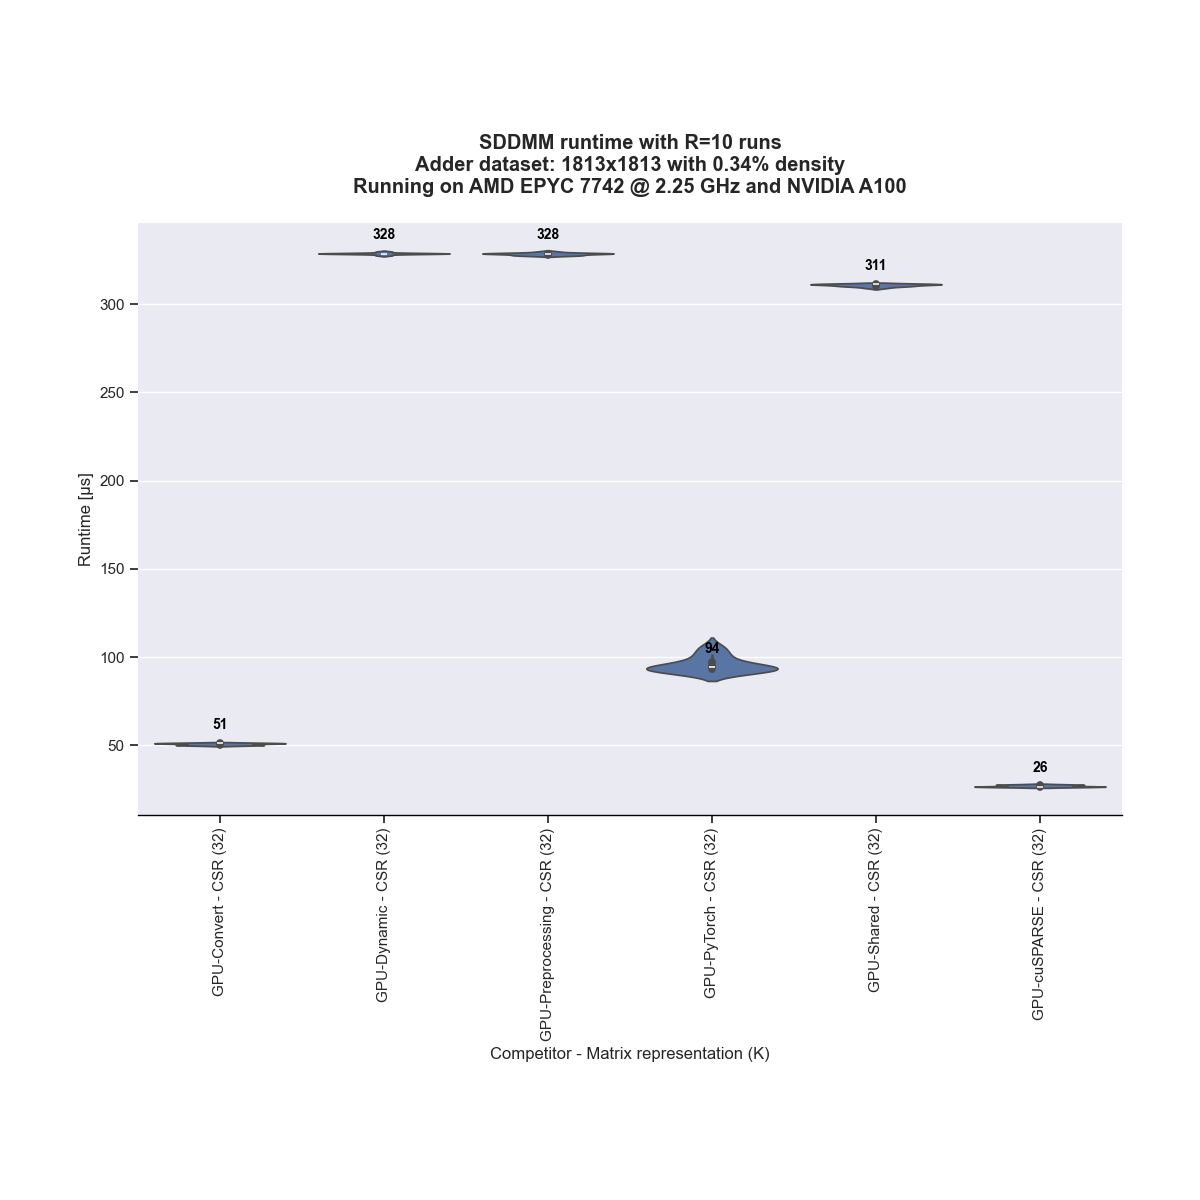 SDDMM runtime with R=10 runs
Adder dataset: 1813x1813 with 0.34% density
Running on AMD EPYC 7742 @ 2.25 GHz and NVIDIA A100
328
328
311
94
51
26
300
250
200
150
100
50
Runtime [µs]
GPU-Convert - CSR (32)
GPU-Dynamic - CSR (32)
GPU-Preprocessing - CSR (32)
GPU-PyTorch - CSR (32)
GPU-Shared - CSR (32)
GPU-cuSPARSE - CSR (32)
Competitor - Matrix representation (K)